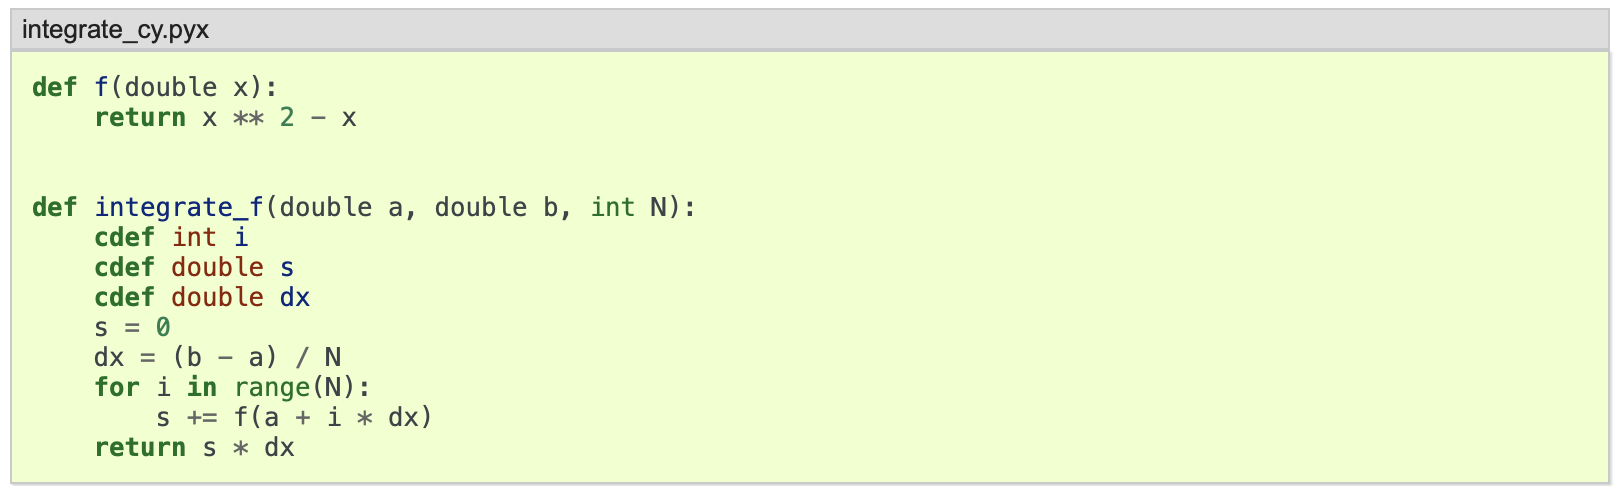 integrate_cy.pyx
def f(double x):
    return x ** 2 - x
def integrate_f(double a, double b, int N):
    cdef int i
    cdef double s
    cdef double dx
    s = 0
    dx = (b - a) / N
    for i in range(N):
        s += f(a + i * dx)
    return s * dx